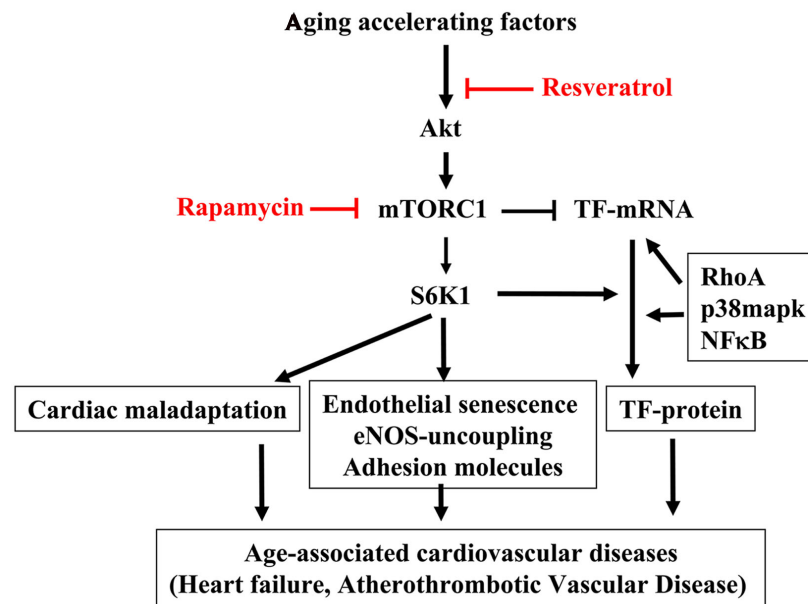 Aging accelerating factors
Resveratrol
Akt
Rapamycin
mTORC1
TF-mRNA
S6K1
RhoA
p38mapk
NFκB
Cardiac maladaptation
Endothelial senescence
eNOS-uncoupling
Adhesion molecules
TF-protein
Age-associated cardiovascular diseases
(Heart failure, Atherothrombotic Vascular Disease)